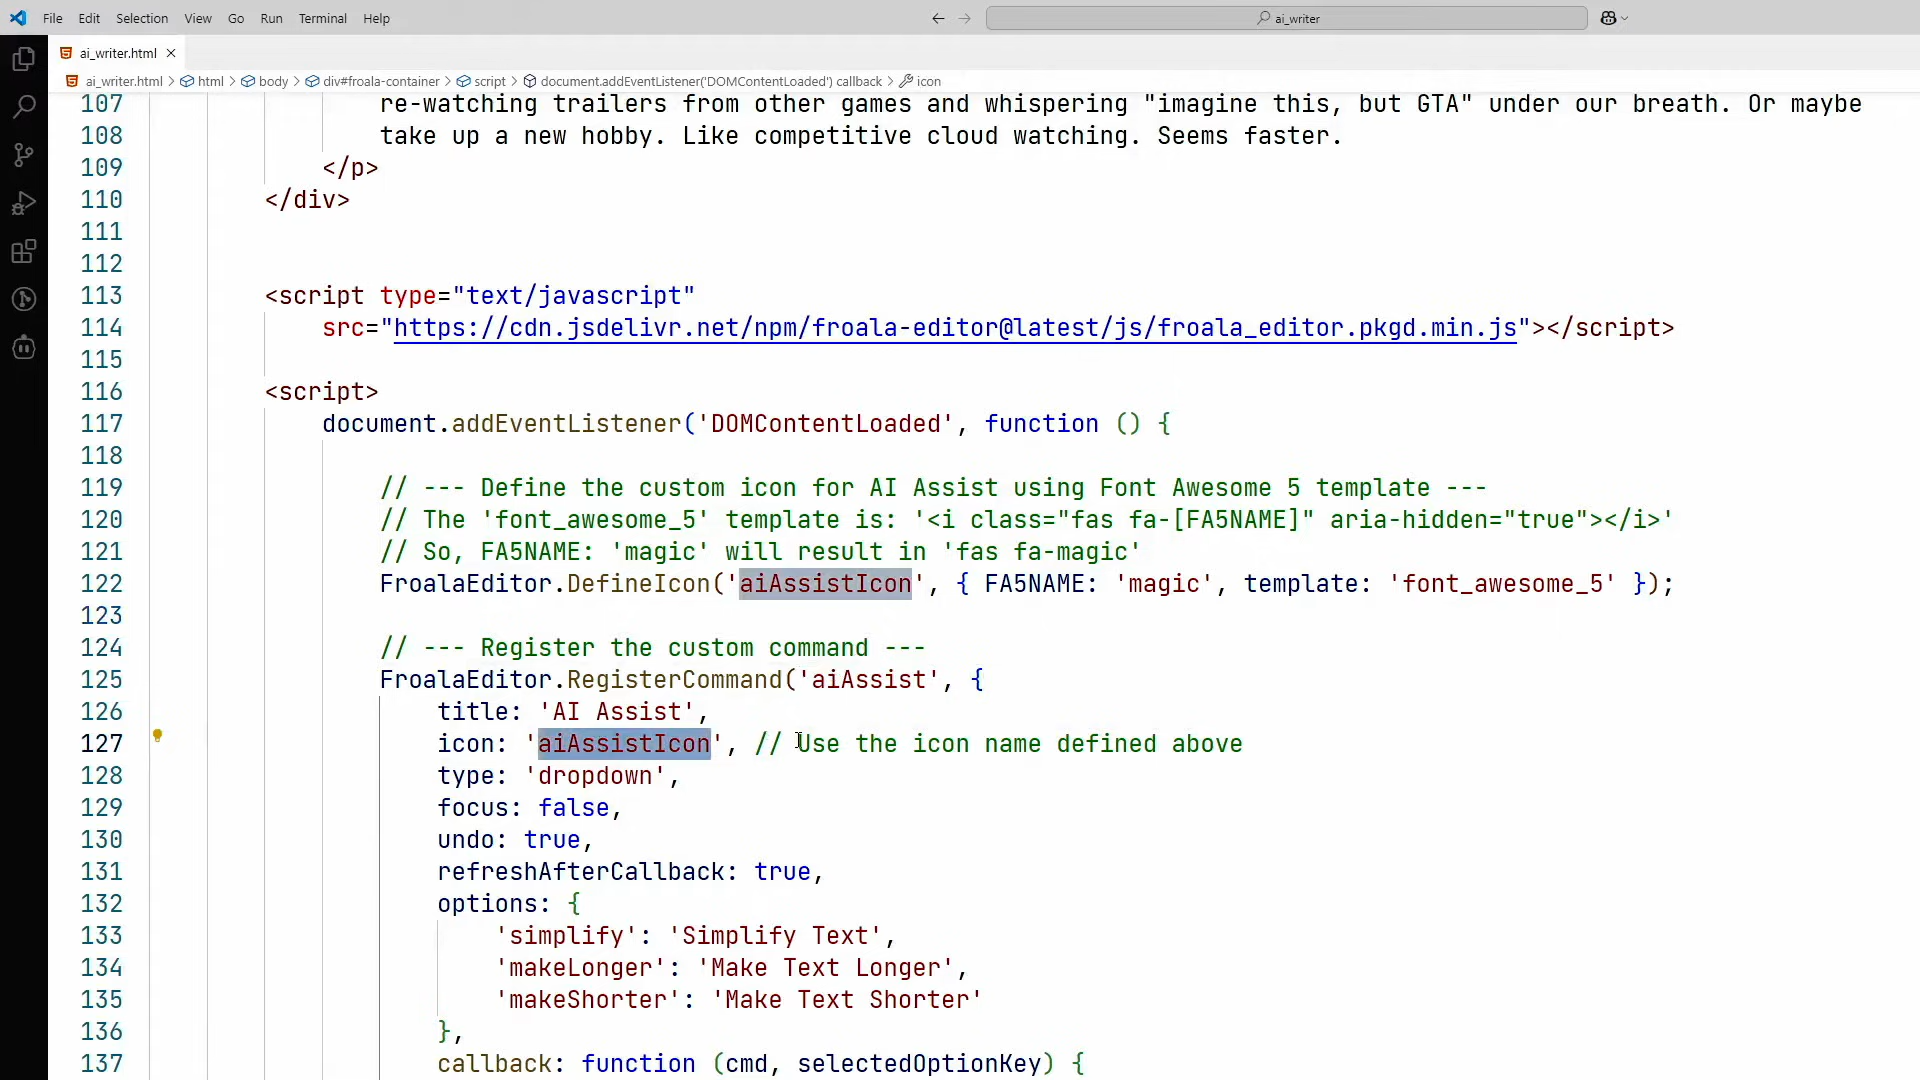 File Edit Selection View Go Run Terminal Help
ai_writer
ai_writer.html
ai_writer.html > html > body > div#froala-container > script > document.addEventListener('DOMContentLoaded') callback > icon
107 re-watching trailers from other games and whispering "imagine this, but GTA" under our breath. Or maybe
108 take up a new hobby. Like competitive cloud watching. Seems faster.
109 </p>
110 </div>
111
112
113 <script type="text/javascript"
114 src="https://cdn.jsdelivr.net/npm/froala-editor@latest/js/froala_editor.pkgd.min.js"></script>
115
116 <script>
117 document.addEventListener('DOMContentLoaded', function () {
118
119 // --- Define the custom icon for AI Assist using Font Awesome 5 template ---
120 // The 'font_awesome_5' template is: '<i class="fas fa-[FA5NAME]" aria-hidden="true"></i>'
121 // So, FA5NAME: 'magic' will result in 'fas fa-magic'
122 FroalaEditor.DefineIcon('aiAssistIcon', { FA5NAME: 'magic', template: 'font_awesome_5' });
123
124 // --- Register the custom command ---
125 FroalaEditor.RegisterCommand('aiAssist', {
126 title: 'AI Assist',
127 icon: 'aiAssistIcon', // Use the icon name defined above
128 type: 'dropdown',
129 focus: false,
130 undo: true,
131 refreshAfterCallback: true,
132 options: {
133 'simplify': 'Simplify Text',
134 'makeLonger': 'Make Text Longer',
135 'makeShorter': 'Make Text Shorter'
136 },
137 callback: function (cmd, selectedOptionKey) {